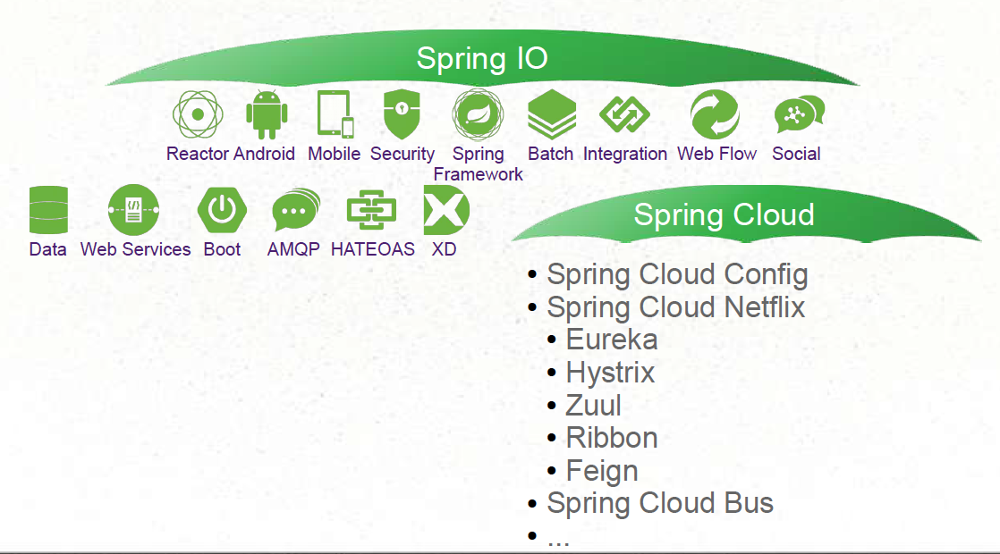 Spring IO
Reactor Android Mobile Security Spring Framework Batch Integration Web Flow Social
Data Web Services Boot AMQP HATEOAS XD
Spring Cloud
• Spring Cloud Config
• Spring Cloud Netflix
• Eureka
• Hystrix
• Zuul
• Ribbon
• Feign
• Spring Cloud Bus
• ...